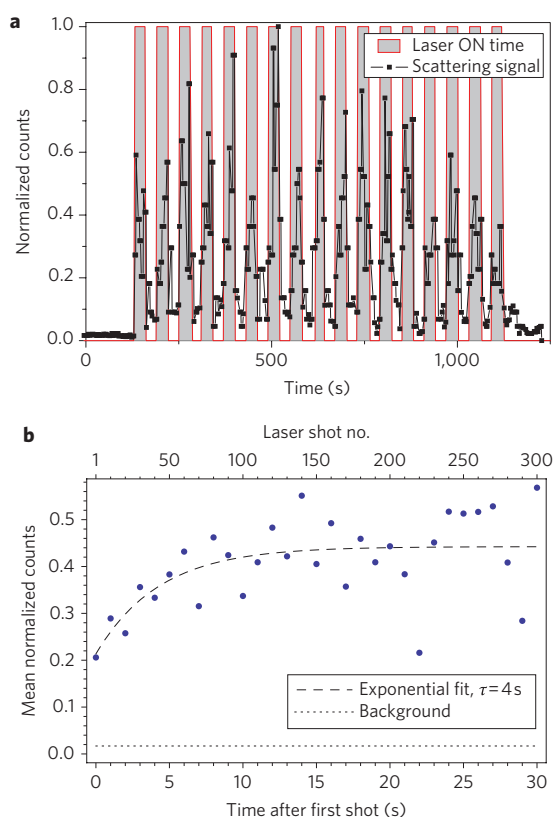 a
1.0
0.8
0.6
0.4
0.2
0.0
Normalized counts
Laser ON time
Scattering signal
0
500
1,000
Time (s)
b
Laser shot no.
1
50
100
150
200
250
300
0.5
0.4
0.3
0.2
0.1
0.0
Mean normalized counts
Exponential fit, τ = 4 s
Background
0
5
10
15
20
25
30
Time after first shot (s)